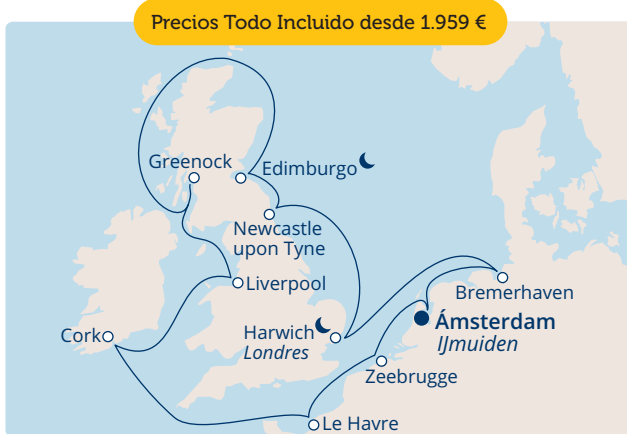 Precios Todo Incluido desde 1.959 €
Greenock
Edimburgo
Newcastle
upon Tyne
Liverpool
Bremerhaven
Cork
Harwich
Londres
Ámsterdam
IJmuiden
Zeebrugge
Le Havre